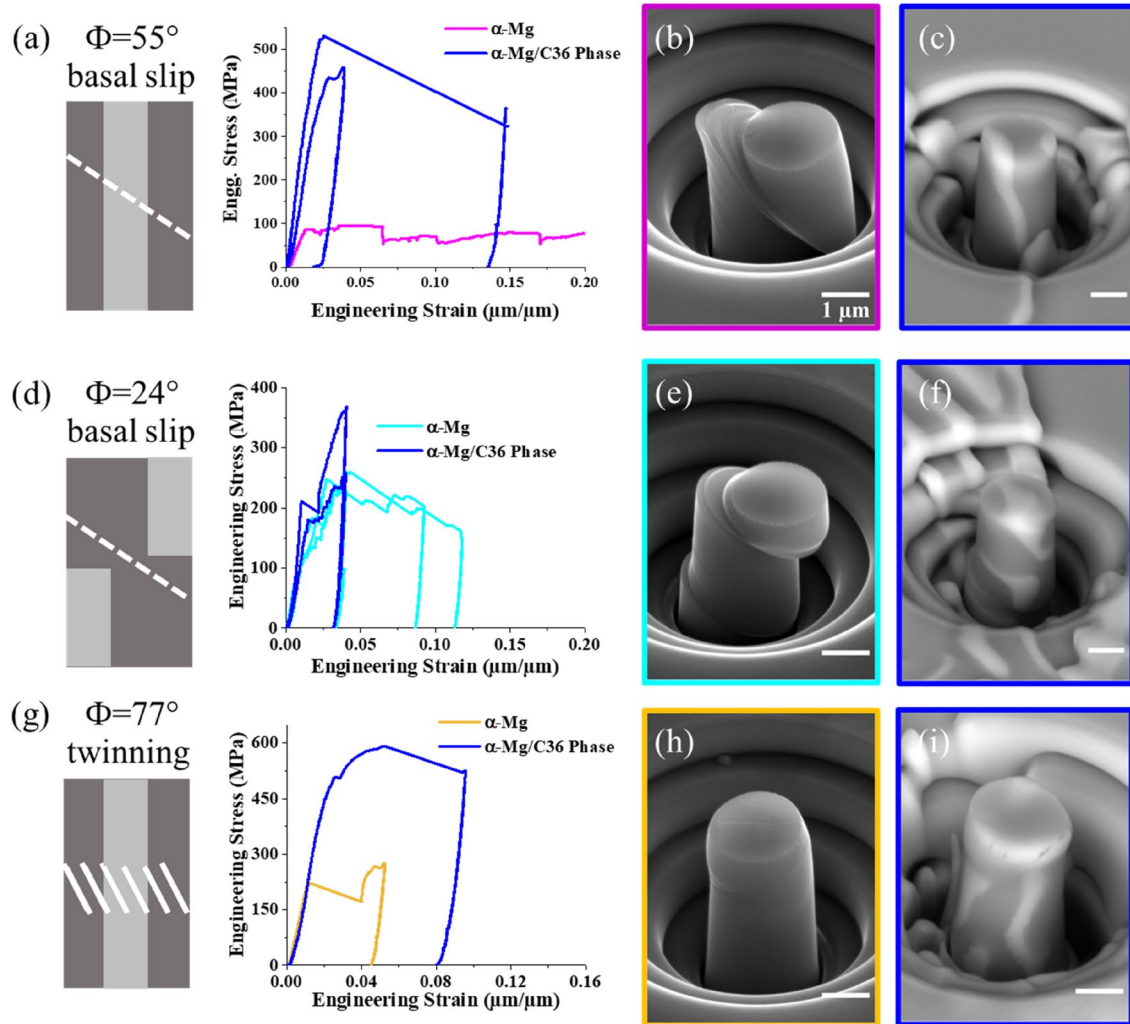 (a)
Φ=55°
basal slip
Engg. Stress (MPa)
500
400
300
200
100
0
0.00 0.05 0.10 0.15 0.20
Engineering Strain (μm/μm)
α-Mg
α-Mg/C36 Phase
(b)
1 μm
(c)
(d)
Φ=24°
basal slip
Engineering Stress (MPa)
400
300
200
100
0
0.00 0.05 0.10 0.15 0.20
Engineering Strain (μm/μm)
α-Mg
α-Mg/C36 Phase
(e)
(f)
(g)
Φ=77°
twinning
Engineering Stress (MPa)
600
450
300
150
0
0.00 0.04 0.08 0.12 0.16
Engineering Strain (μm/μm)
α-Mg
α-Mg/C36 Phase
(h)
(i)